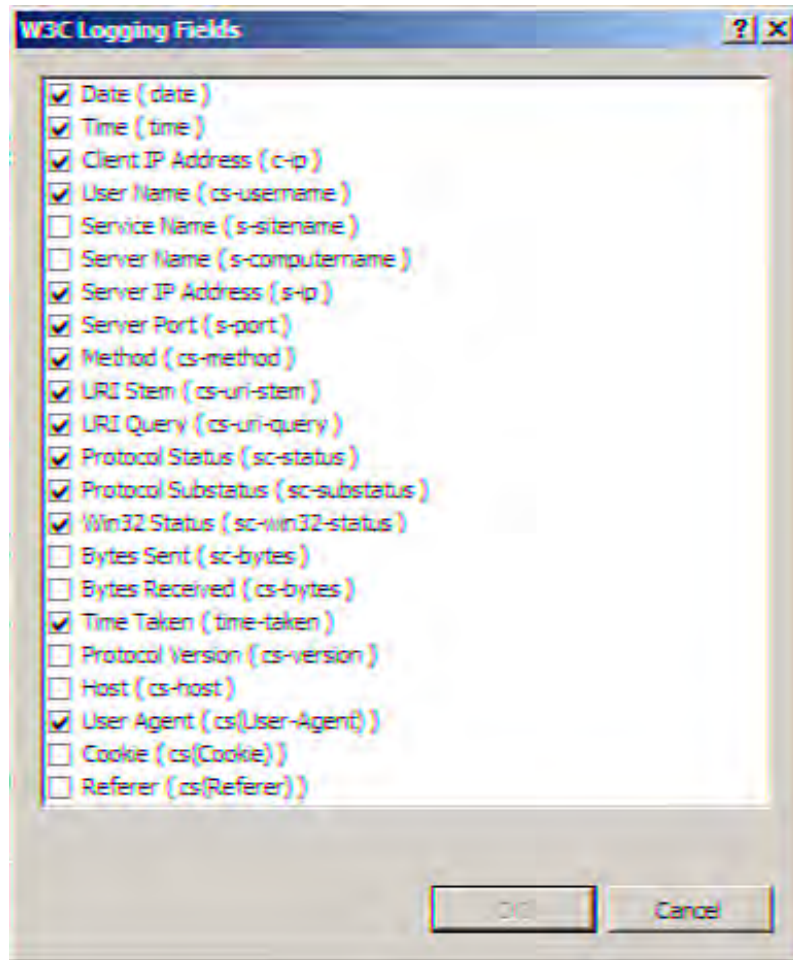 W3C Logging Fields
Date ( date )
Time ( time )
Client IP Address ( c-ip )
User Name ( cs-username )
Service Name ( s-sitename )
Server Name ( s-computername )
Server IP Address ( s-ip )
Server Port ( s-port )
Method ( cs-method )
URI Stem ( cs-uri-stem )
URI Query ( cs-uri-query )
Protocol Status ( sc-status )
Protocol Substatus ( sc-substatus )
Win32 Status ( sc-win32-status )
Bytes Sent ( sc-bytes )
Bytes Received ( cs-bytes )
Time Taken ( time-taken )
Protocol Version ( cs-version )
Host ( cs-host )
User Agent ( cs(User-Agent) )
Cookie ( cs(Cookie) )
Referer ( cs(Referer) )
Cancel